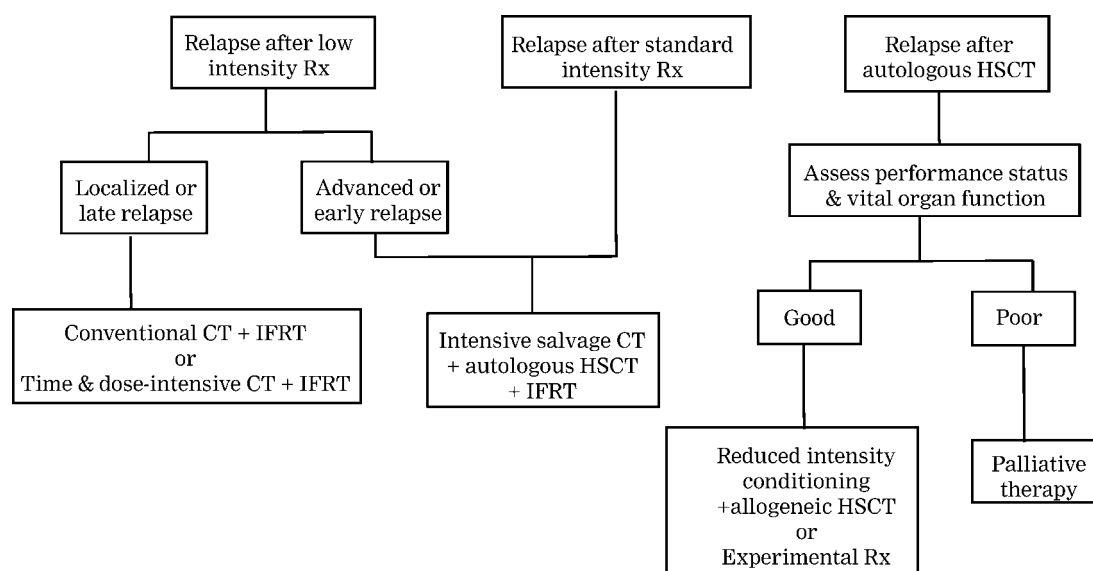 Relapse after low
intensity Rx
Relapse after standard
intensity Rx
Relapse after
autologous HSCT
Localized or
late relapse
Advanced or
early relapse
Assess performance status
& vital organ function
Conventional CT + IFRT
or
Time & dose-intensive CT + IFRT
Intensive salvage CT
+ autologous HSCT
+ IFRT
Good
Poor
Reduced intensity
conditioning
+allogeneic HSCT
or
Experimental Rx
Palliative
therapy